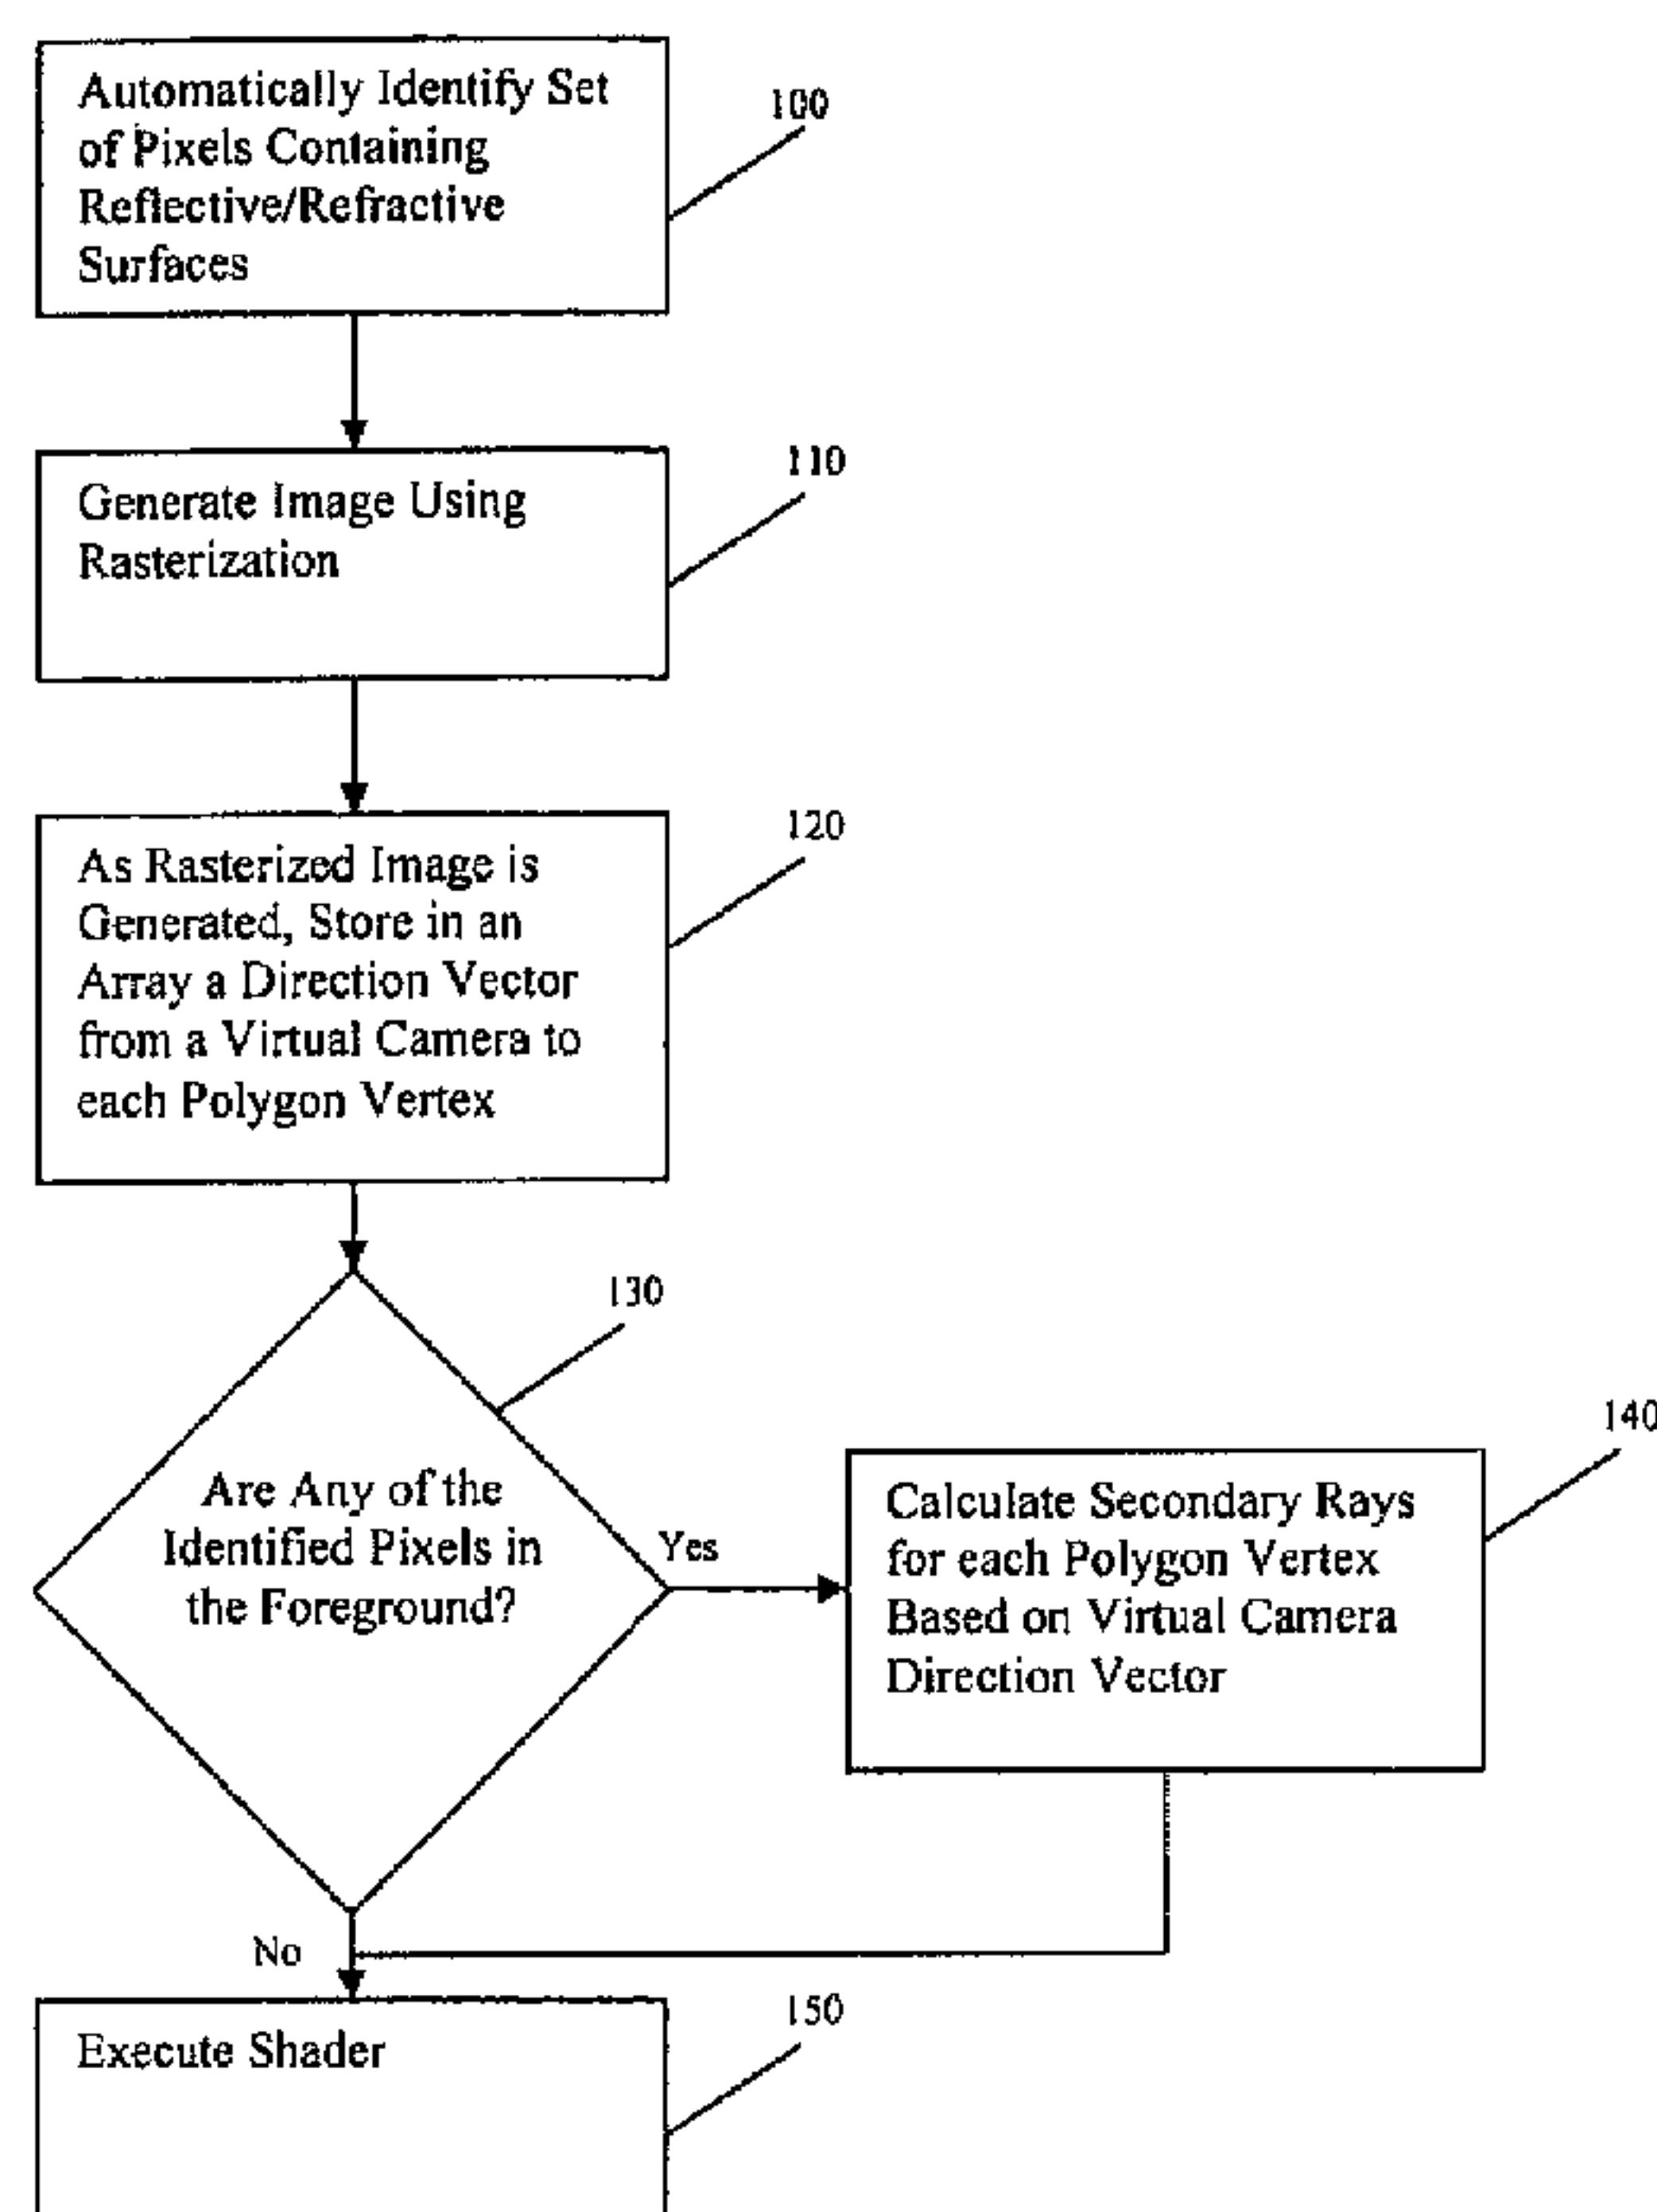 Automatically Identify Set
of Pixels Containing
Reflective/Refractive
Surfaces
100
Generate Image Using
Rasterization
110
As Rasterized Image is
Generated, Store in an
Array a Direction Vector
from a Virtual Camera to
each Polygon Vertex
120
Are Any of the
Identified Pixels in
the Foreground?
130
Yes
Calculate Secondary Rays
for each Polygon Vertex
Based on Virtual Camera
Direction Vector
140
No
Execute Shader
150